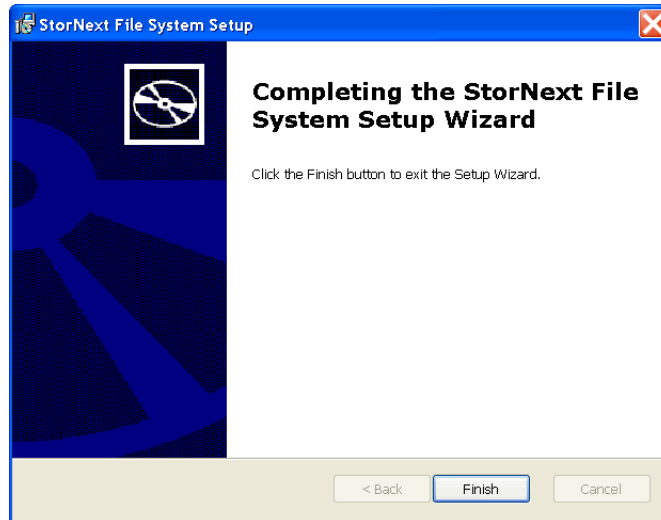 StorNext File System Setup
Completing the StorNext File
System Setup Wizard
Click the Finish button to exit the Setup Wizard.
< Back
Finish
Cancel